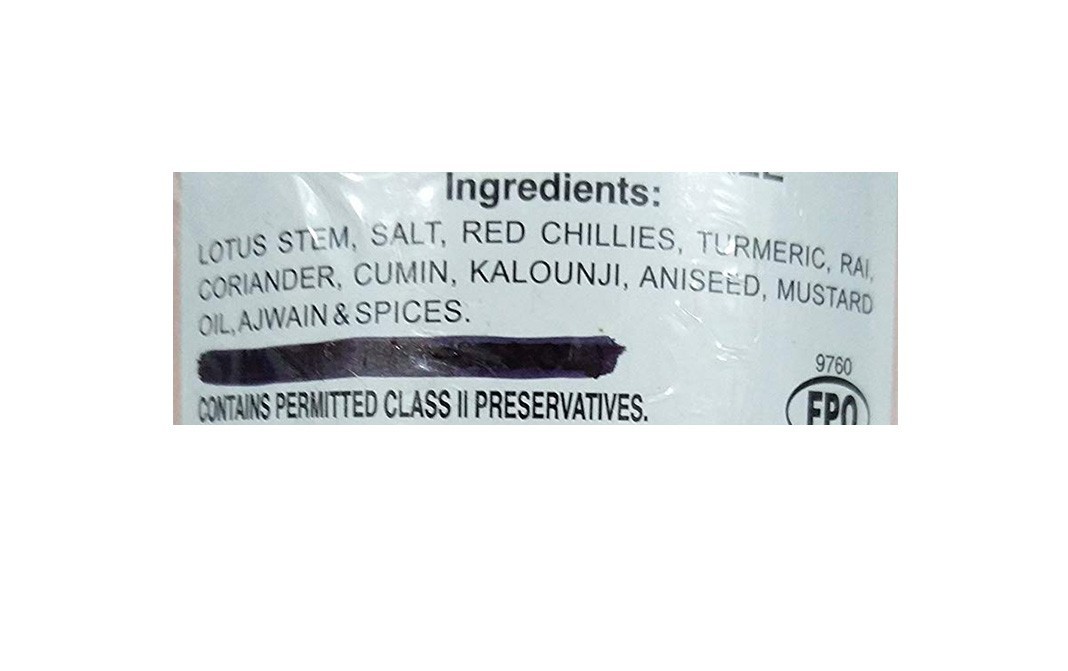 Ingredients:
LOTUS STEM, SALT, RED CHILLIES, TURMERIC, RAI,
CORIANDER, CUMIN, KALOUNJI, ANISEED, MUSTARD
OIL, AJWAIN & SPICES.
9760
CONTAINS PERMITTED CLASS II PRESERVATIVES.
FPO